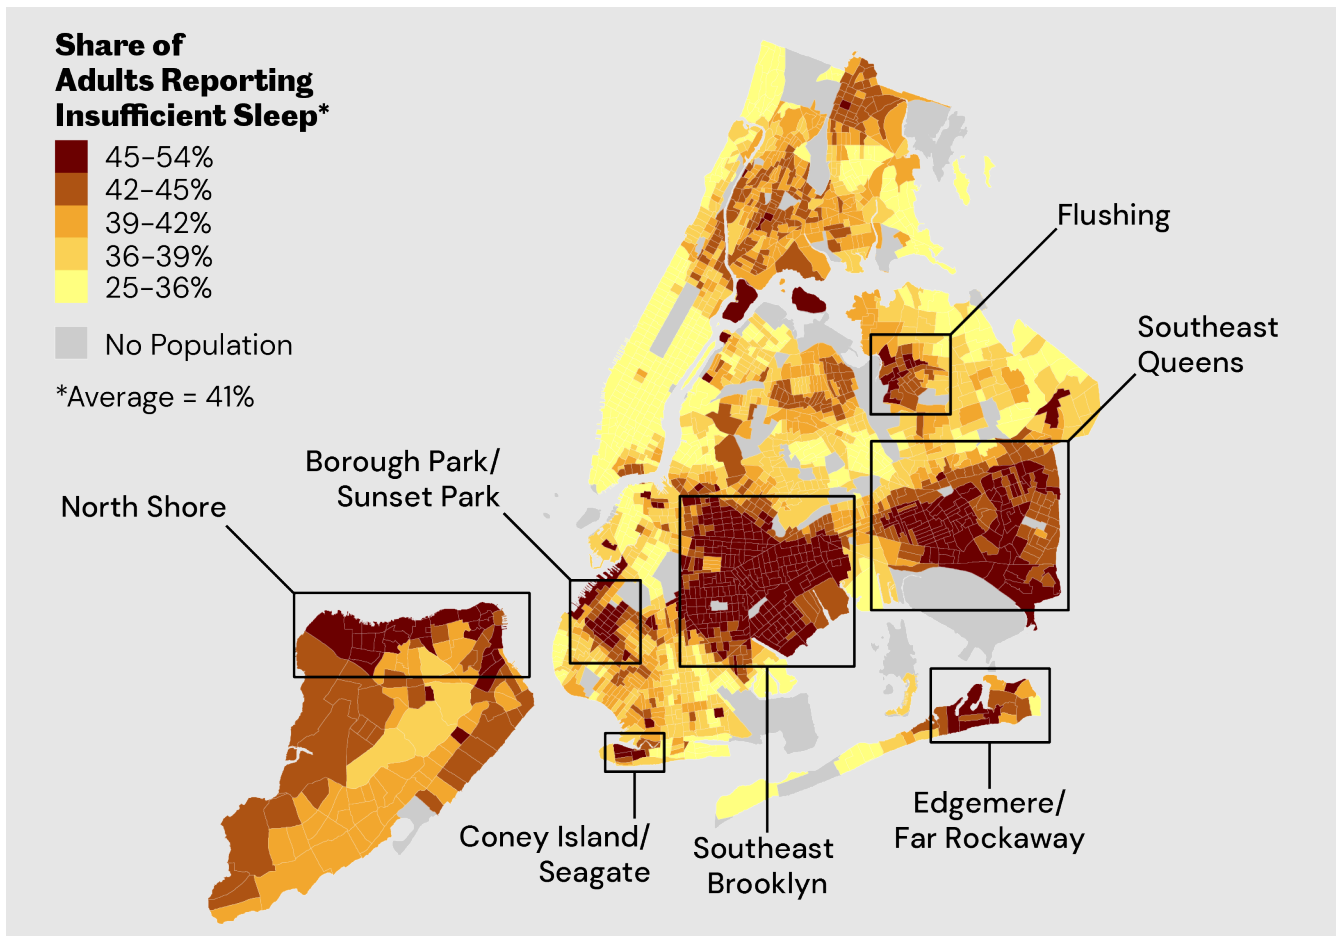 Share of
Adults Reporting
Insufficient Sleep*
45–54%
42–45%
39–42%
36–39%
25–36%
No Population
*Average = 41%
Flushing
Southeast
Queens
Borough Park/
Sunset Park
North Shore
Coney Island/
Seagate
Southeast
Brooklyn
Edgemere/
Far Rockaway